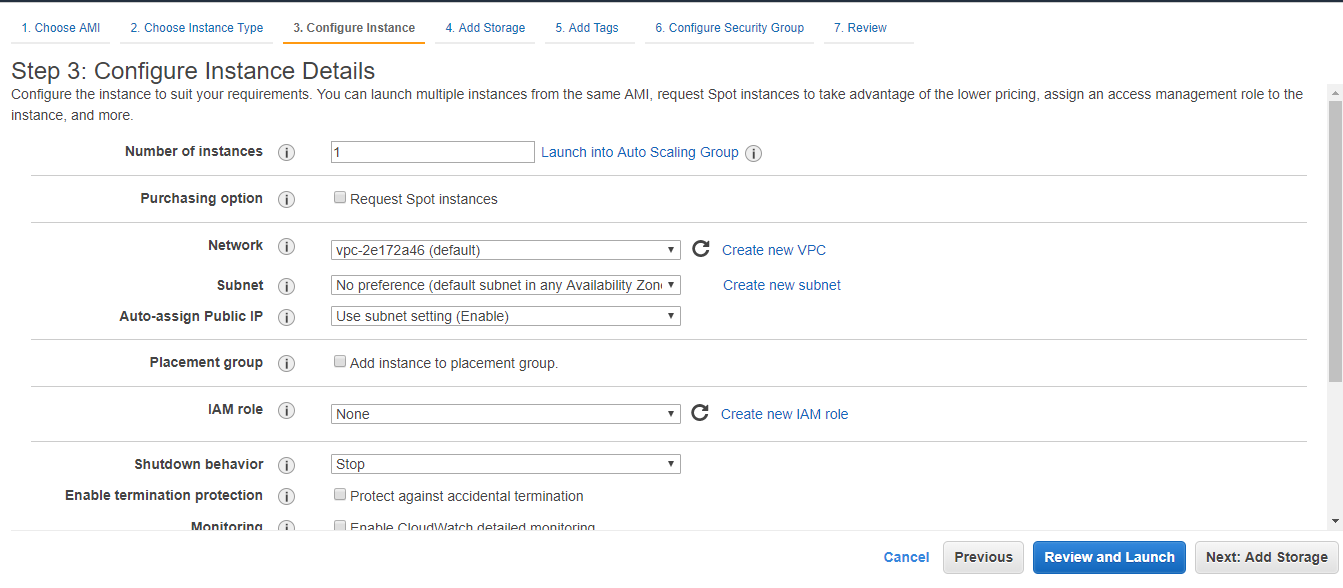 1. Choose AMI 2. Choose Instance Type 3. Configure Instance 4. Add Storage 5. Add Tags 6. Configure Security Group 7. Review
Step 3: Configure Instance Details
Configure the instance to suit your requirements. You can launch multiple instances from the same AMI, request Spot instances to take advantage of the lower pricing, assign an access management role to the
instance, and more.
Number of instances i 1 Launch into Auto Scaling Group i
Purchasing option i Request Spot instances
Network i vpc-2e172a46 (default) Create new VPC
Subnet i No preference (default subnet in any Availability Zon Create new subnet
Auto-assign Public IP i Use subnet setting (Enable)
Placement group i Add instance to placement group.
IAM role i None Create new IAM role
Shutdown behavior i Stop
Enable termination protection i Protect against accidental termination
Monitoring i Enable CloudWatch detailed monitoring
Cancel Previous Review and Launch Next: Add Storage